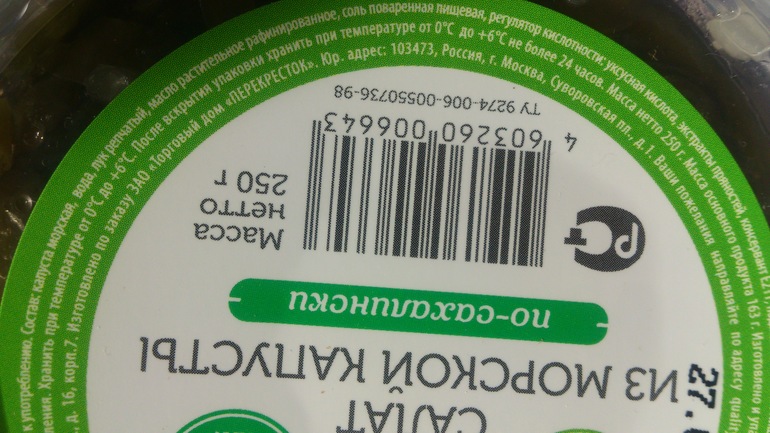 к употреблению. Состав: капуста морская, вода, лук репчатый, масло растительное рафинированное, соль поваренная пищевая, регулятор кислотности: уксусная кислота, экстракты пряностей, консервант
Хранить при температуре от 0°С до +6°С. После вскрытия упаковки хранить при температуре от 0°С до +6°С не более 24 часов. Масса нетто 250 г. Масса основного продукта 163 г. Изготовлено и
д. 16, корп.7. Изготовлено по заказу ЗАО «Торговый дом «ПЕРЕКРЕСТОК». Юр. адрес: 103473, Россия, г. Москва, Суворовская пл., д.1. Ваши пожелания направляйте по адресу
САЛАТ
ИЗ МОРСКОЙ КАПУСТЫ
27.
по-сахалински
РСТ
Масса
нетто
250 г
4 603260 006643
ТУ 9274-006-00550736-98